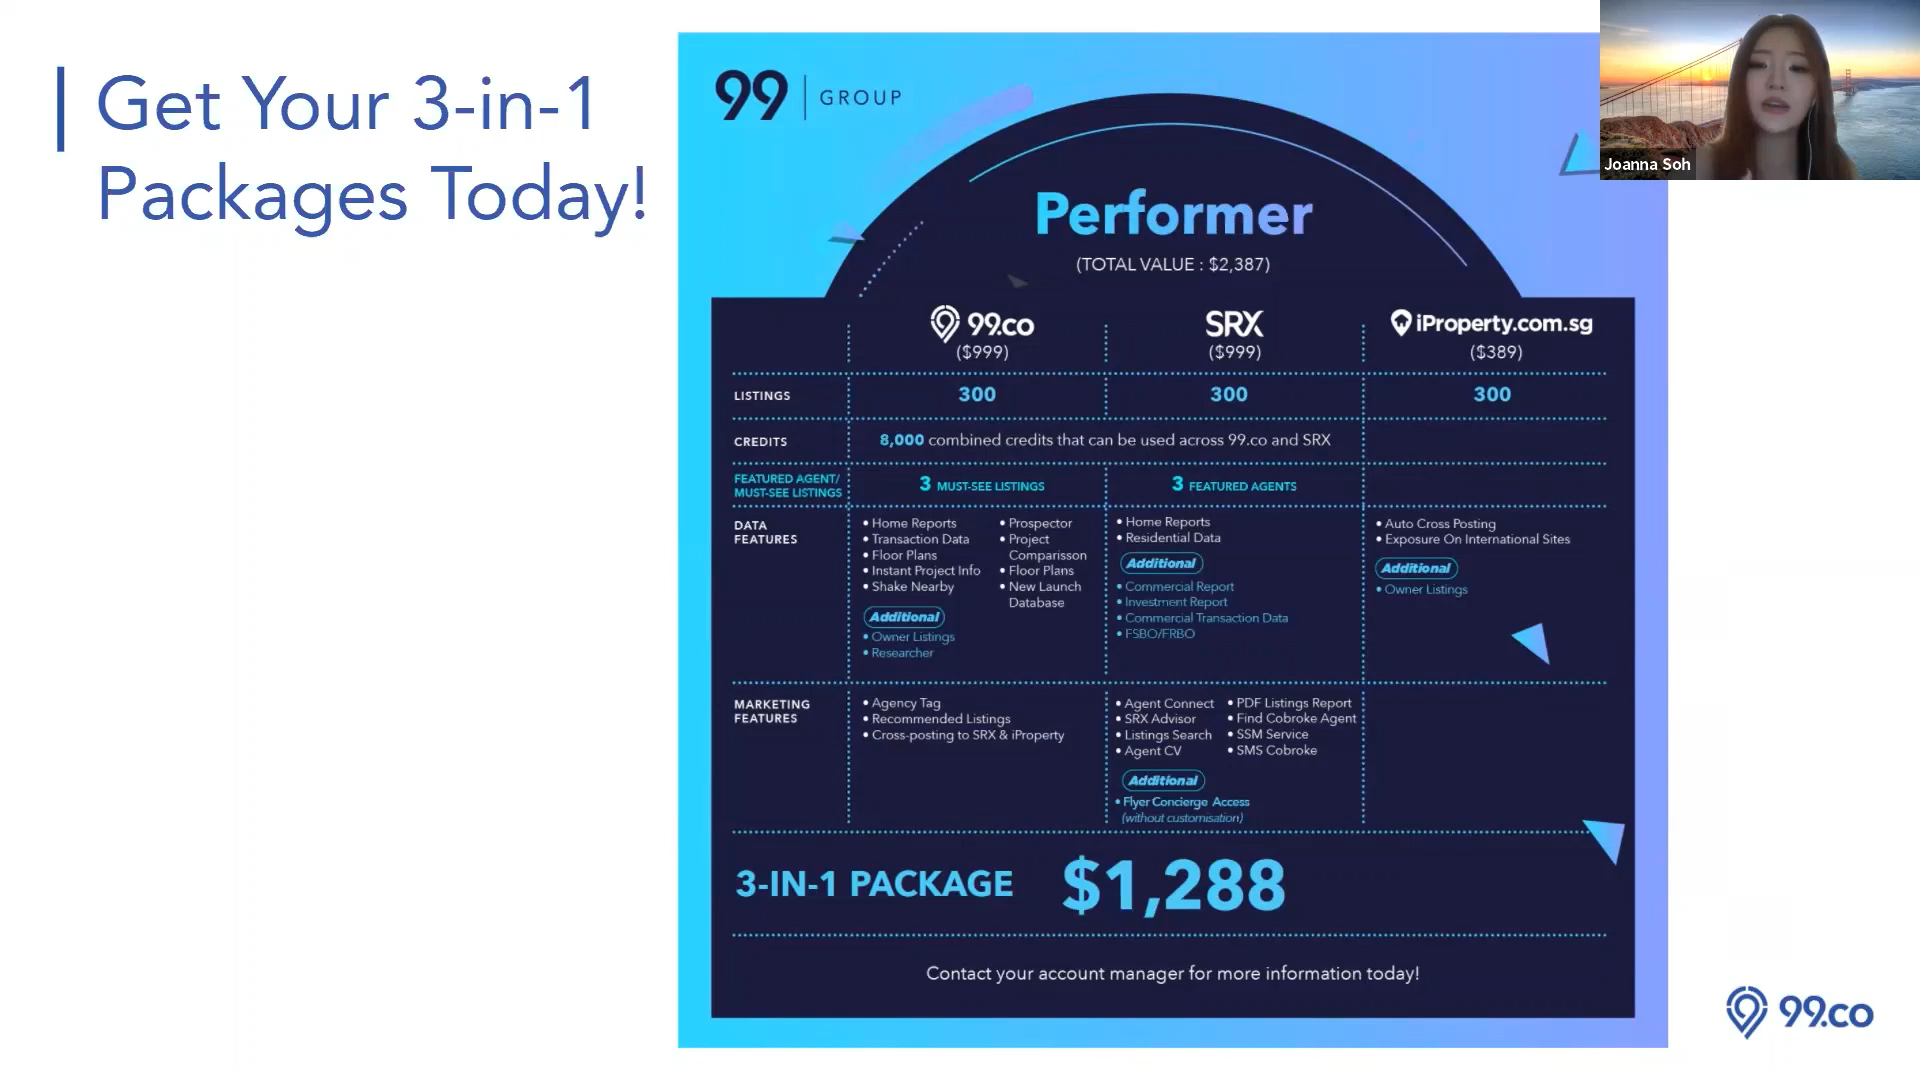 Get Your 3-in-1
Packages Today!
99 GROUP
Joanna Soh
Performer
(TOTAL VALUE : $2,387)
99.co
($999)
SRX
($999)
iProperty.com.sg
($389)
LISTINGS
300
300
300
CREDITS
8,000 combined credits that can be used across 99.co and SRX
FEATURED AGENT/
MUST-SEE LISTINGS
3 MUST-SEE LISTINGS
3 FEATURED AGENTS
DATA
FEATURES
• Home Reports
• Transaction Data
• Floor Plans
• Instant Project Info
• Shake Nearby
• Prospector
• Project
Comparisson
• Floor Plans
• New Launch
Database
Additional
• Owner Listings
• Researcher
• Home Reports
• Residential Data
Additional
• Commercial Report
• Investment Report
• Commercial Transaction Data
• FSBO/FRBO
• Auto Cross Posting
• Exposure On International Sites
Additional
• Owner Listings
MARKETING
FEATURES
• Agency Tag
• Recommended Listings
• Cross-posting to SRX & iProperty
• Agent Connect
• SRX Advisor
• Listings Search
• Agent CV
• PDF Listings Report
• Find Cobroke Agent
• SSM Service
• SMS Cobroke
Additional
• Flyer Concierge Access
(without customisation)
3-IN-1 PACKAGE $1,288
Contact your account manager for more information today!
99.co